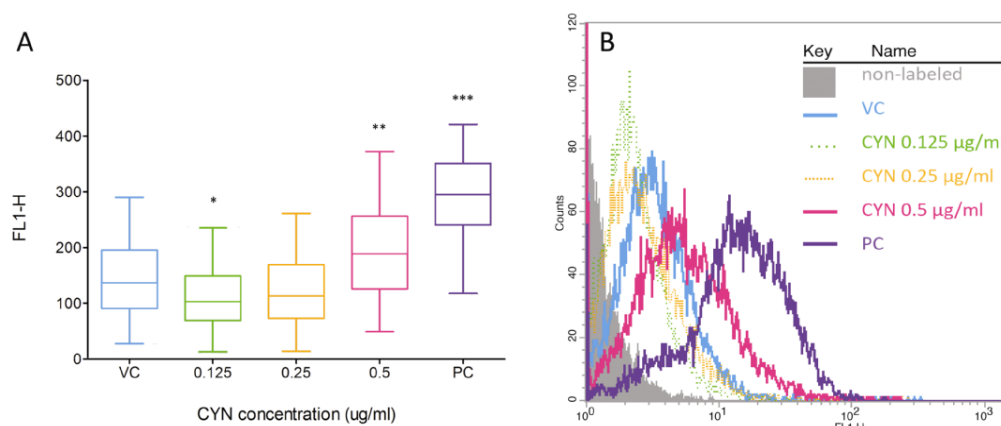 A
FL1-H
500
400
300
200
100
0
*
**
***
VC
0.125
0.25
0.5
PC
CYN concentration (ug/ml)
B
Counts
120
100
80
60
40
20
0
Key Name
non-labeled
VC
CYN 0.125 µg/m
CYN 0.25 µg/ml
CYN 0.5 µg/ml
PC
10⁰
10¹
10²
10³
FL1-H